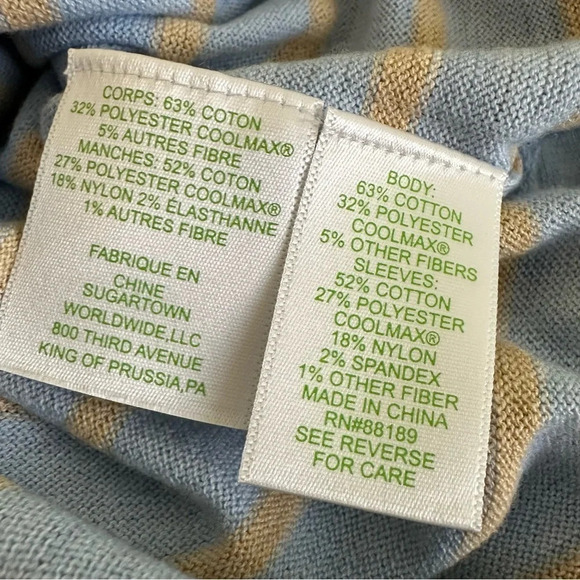 CORPS: 63% COTON
32% POLYESTER COOLMAX®
5% AUTRES FIBRE
MANCHES: 52% COTON
27% POLYESTER COOLMAX®
18% NYLON 2% ÉLASTHANNE
1% AUTRES FIBRE
FABRIQUE EN
CHINE
SUGARTOWN
WORLDWIDE,LLC
800 THIRD AVENUE
KING OF PRUSSIA,PA
BODY:
63% COTTON
32% POLYESTER
COOLMAX®
5% OTHER FIBERS
SLEEVES:
52% COTTON
27% POLYESTER
COOLMAX®
18% NYLON
2% SPANDEX
1% OTHER FIBER
MADE IN CHINA
RN#88189
SEE REVERSE
FOR CARE